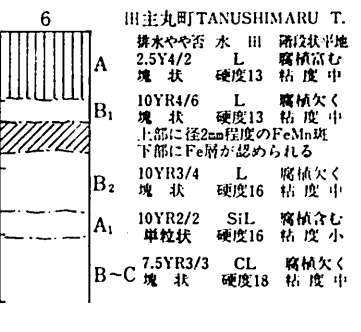 6 田主丸町TANUSHIMARU T.
排水やや否 水 田 階段状平地
A 2.5Y4/2 L 腐植富む
塊 状 硬度13 粘 度 中
B₁ 10YR4/6 L 腐植欠く
塊 状 硬度13 粘 度 中
上部に径2mm程度のFeMn斑
下部にFe層が認められる
B₂ 10YR3/4 L 腐植欠く
塊 状 硬度16 粘 度 中
A₁ 10YR2/2 SiL 腐植含む
単粒状 硬度16 粘 度 小
B~C 7.5YR3/3 CL 腐植欠く
塊 状 硬度18 粘 度 中